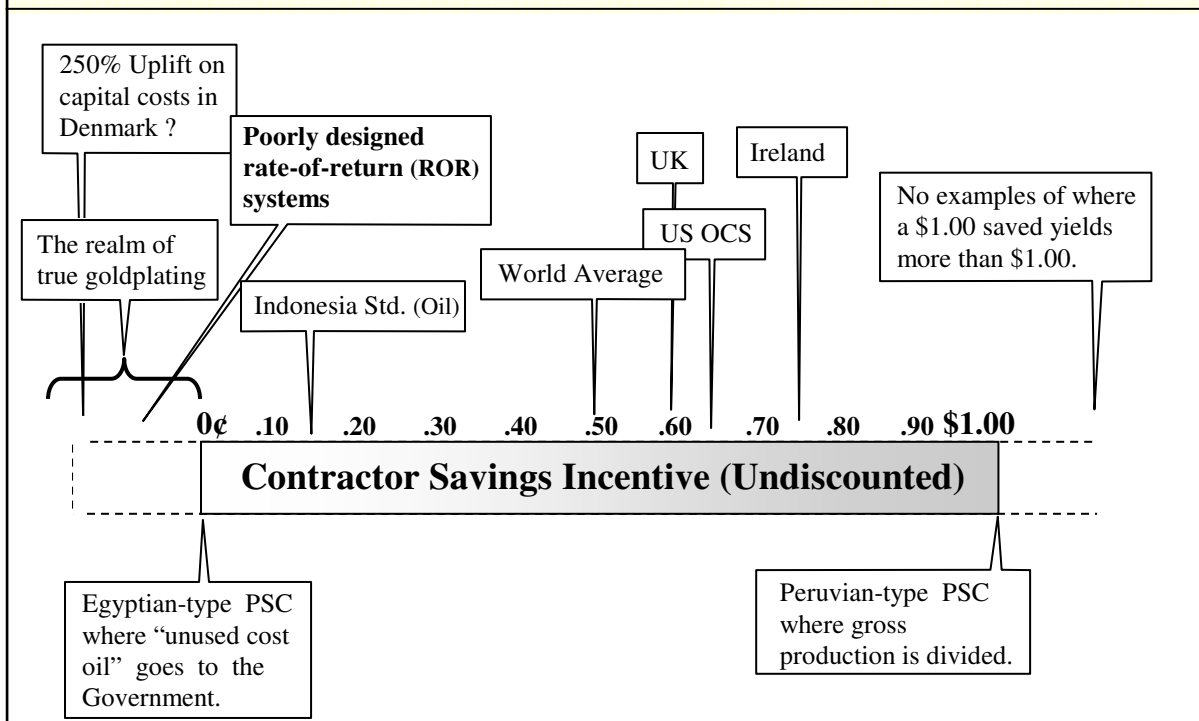 250% Uplift on
capital costs in
Denmark ?
Poorly designed
rate-of-return (ROR)
systems
UK
Ireland
No examples of where
a $1.00 saved yields
more than $1.00.
The realm of
true goldplating
US OCS
World Average
Indonesia Std. (Oil)
0¢ .10 .20 .30 .40 .50 .60 .70 .80 .90 $1.00
Contractor Savings Incentive (Undiscounted)
Egyptian-type PSC
where “unused cost
oil” goes to the
Government.
Peruvian-type PSC
where gross
production is divided.